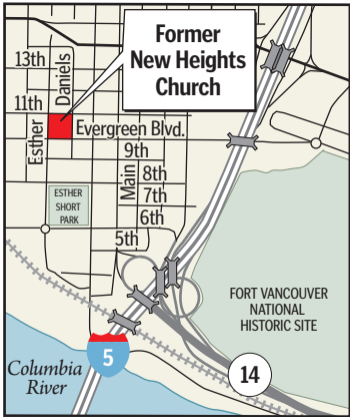 Former
New Heights
Church
13th
Daniels
11th
Esther
Evergreen Blvd.
9th
Main
8th
7th
6th
5th
ESTHER
SHORT
PARK
FORT VANCOUVER
NATIONAL
HISTORIC SITE
5
14
Columbia
River